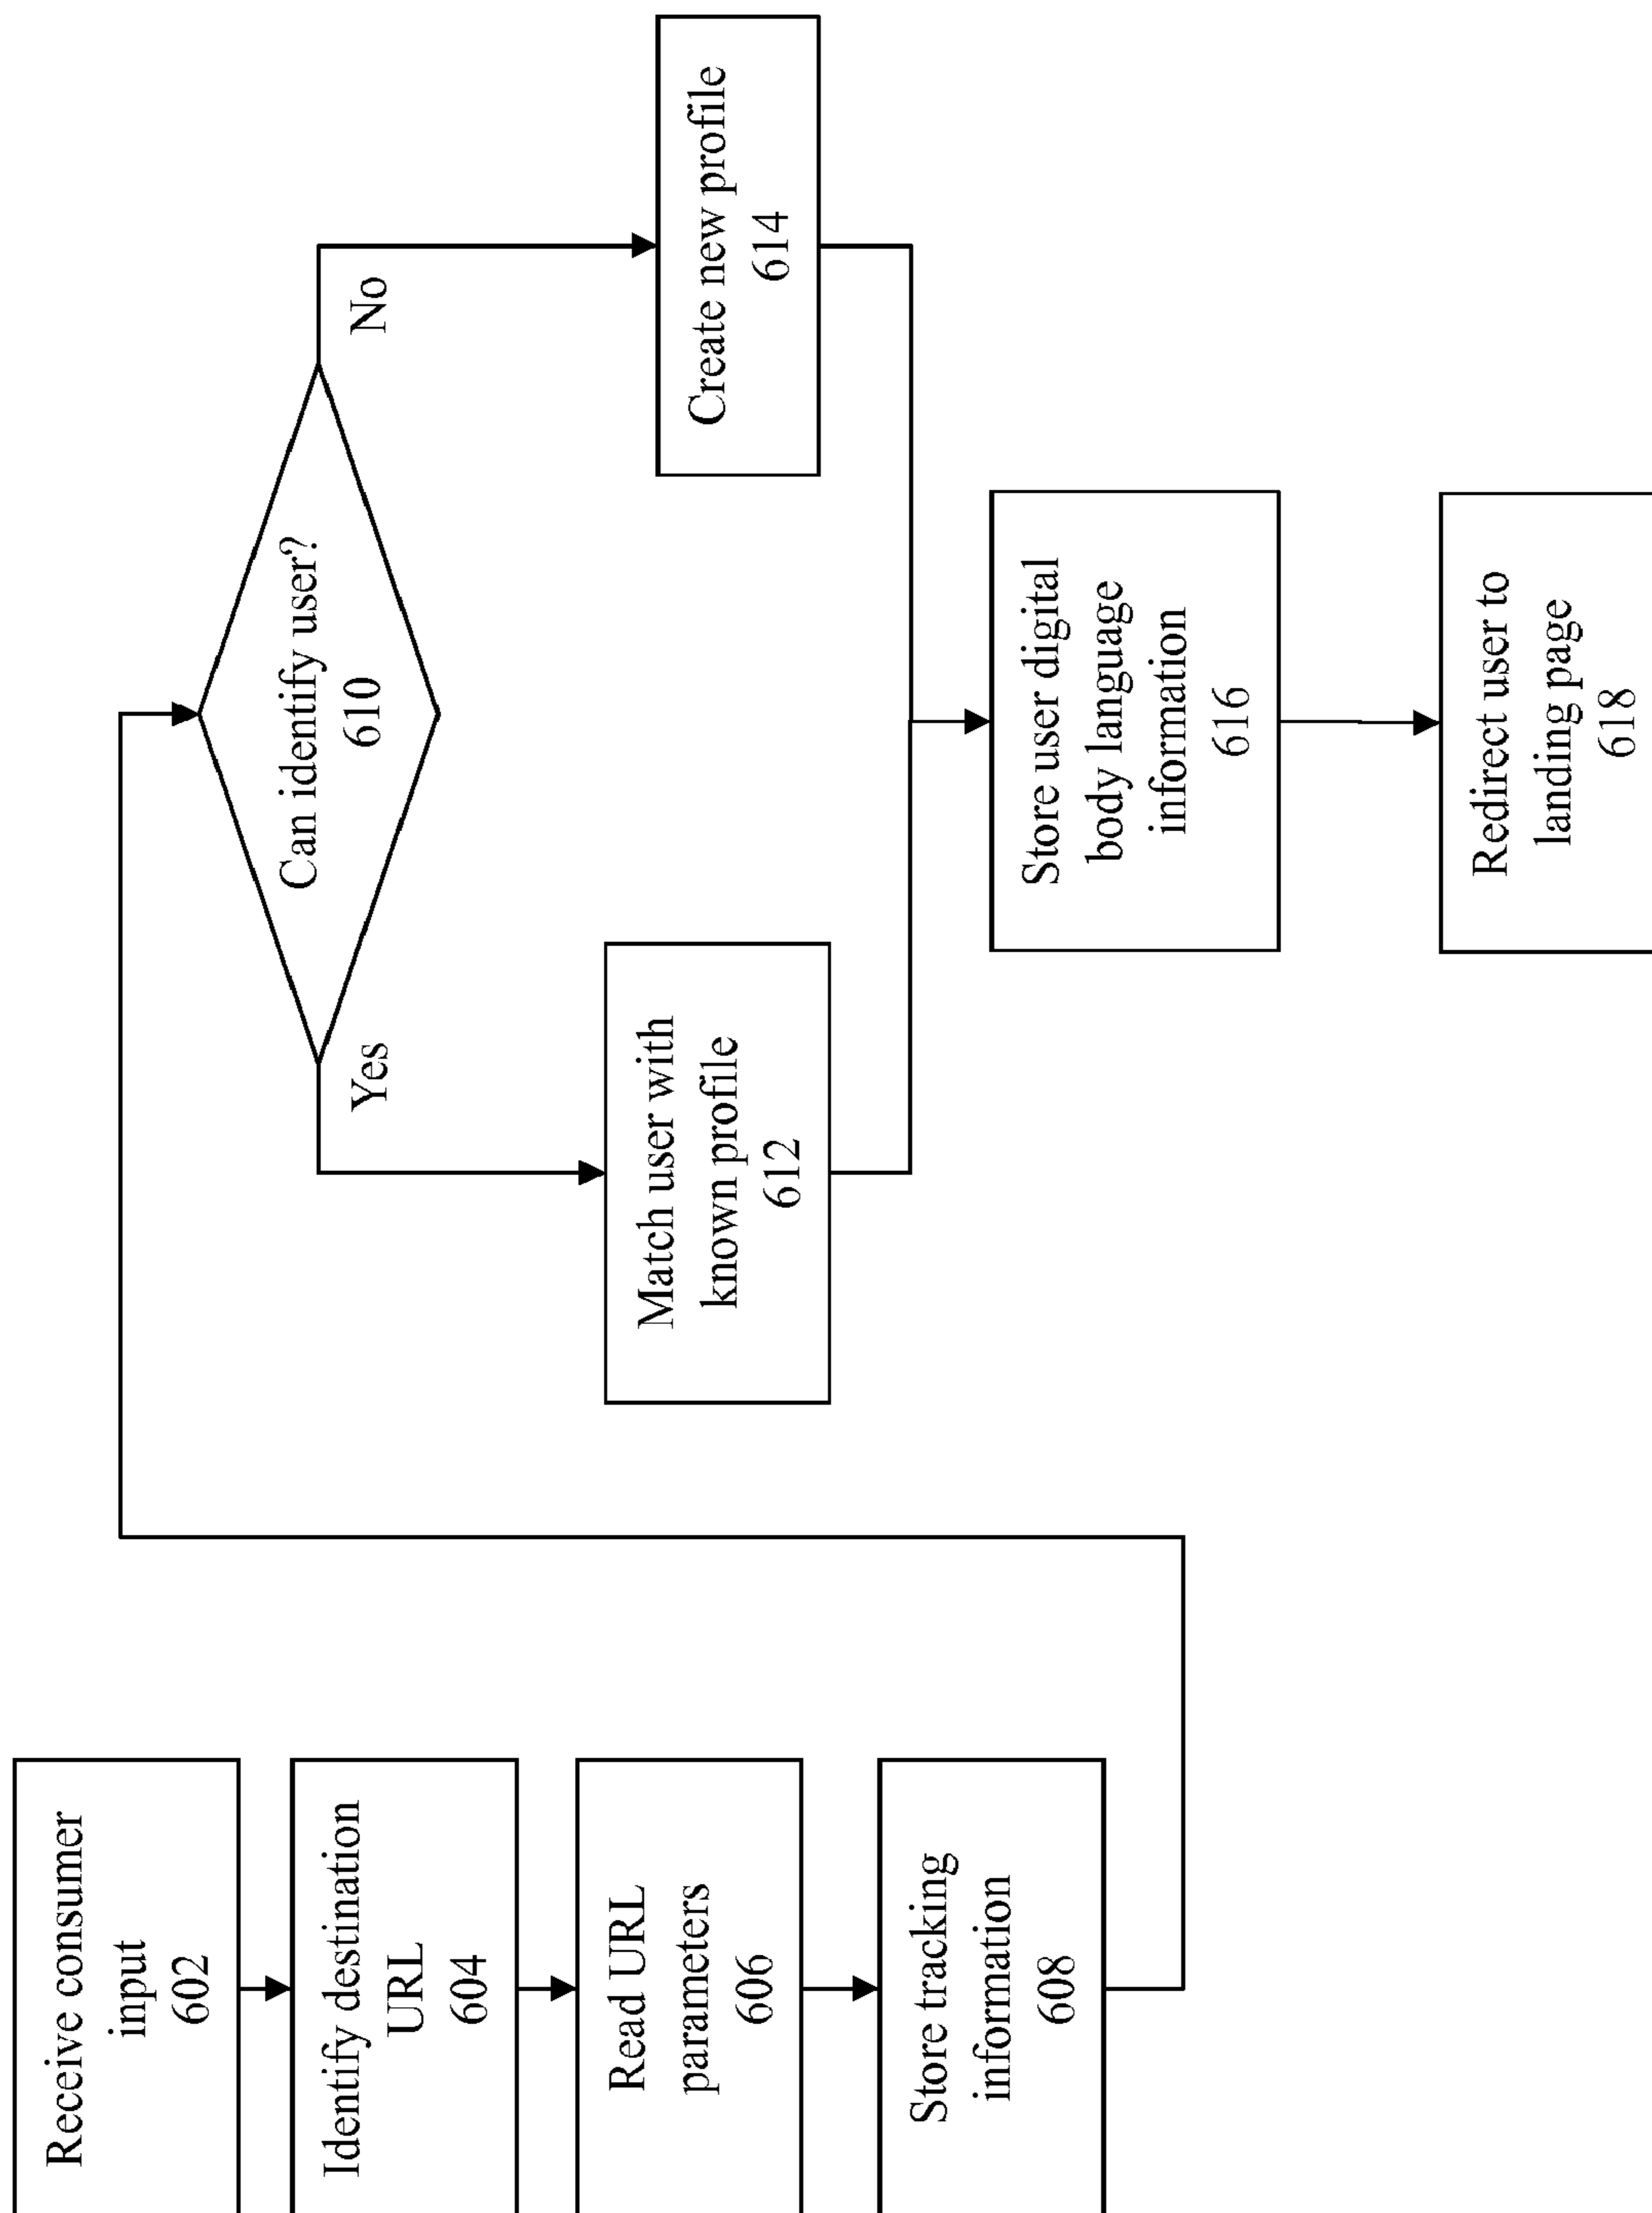 Receive consumer
input
602
Identify destination
URL
604
Read URL
parameters
606
Store tracking
information
608
Can identify user?
610
Yes
No
Match user with
known profile
612
Create new profile
614
Store user digital
body language
information
616
Redirect user to
landing page
618